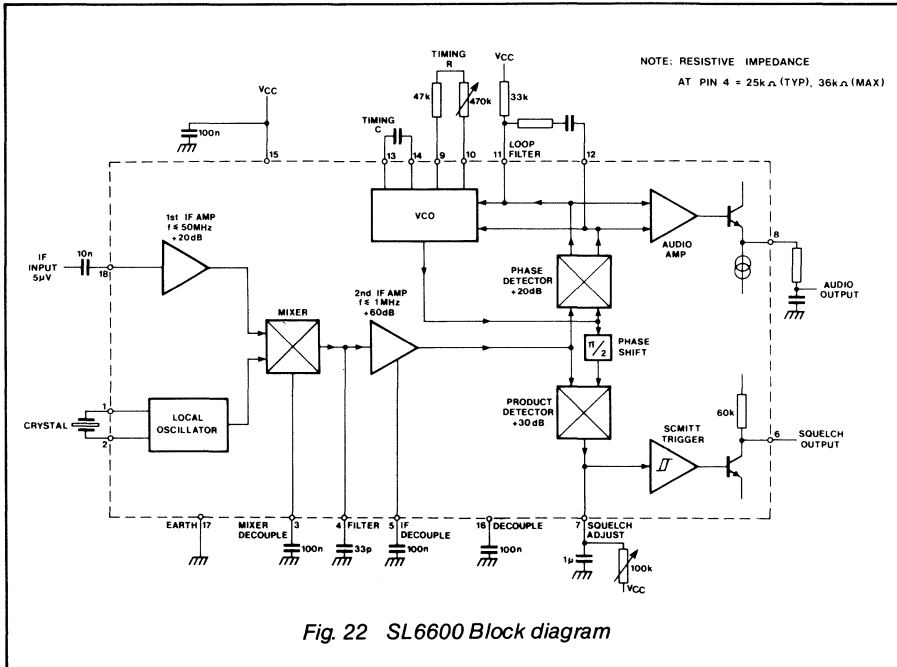 TIMING
R
VCC
NOTE: RESISTIVE IMPEDANCE
AT PIN 4 = 25kΩ (TYP), 36kΩ (MAX)
VCC
100n
15
TIMING
C
47k
470k
33k
LOOP
FILTER
13
14
9
10
11
12
1st IF AMP
f ≤ 50MHz
+20dB
IF
INPUT
5μV
10n
18
VCO
AUDIO
AMP
8
AUDIO
OUTPUT
PHASE
DETECTOR
+20dB
MIXER
2nd IF AMP
f ≤ 1MHz
+60dB
π/2
PHASE
SHIFT
CRYSTAL
1
2
LOCAL
OSCILLATOR
PRODUCT
DETECTOR
+30dB
SCMITT
TRIGGER
60k
6
SQUELCH
OUTPUT
EARTH
17
MIXER
DECOUPLE
3
4
FILTER
5
IF
DECOUPLE
16
DECOUPLE
7
SQUELCH
ADJUST
100n
33p
100n
100n
1μ
100k
VCC
Fig. 22 SL6600 Block diagram